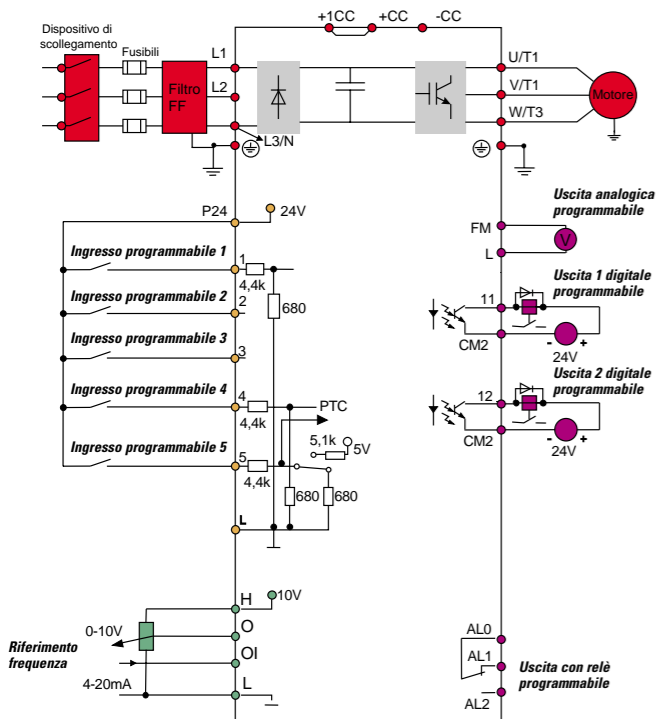 +1CC
+CC
-CC
Dispositivo di
scollegamento
Fusibili
Filtro
FF
L1
L2
L3/N
U/T1
V/T1
W/T3
Motore
P24
24V
Ingresso programmabile 1
1
4,4k
680
Ingresso programmabile 2
2
Ingresso programmabile 3
3
Ingresso programmabile 4
4
4,4k
PTC
5,1k
5V
Ingresso programmabile 5
5
4,4k
680
680
L
H
10V
0-10V
O
Riferimento
frequenza
OI
4-20mA
L
Uscita analogica
programmabile
FM
V
L
Uscita 1 digitale
programmabile
11
CM2
-
+
24V
Uscita 2 digitale
programmabile
12
CM2
-
+
24V
AL0
AL1
Uscita con relè
programmabile
AL2